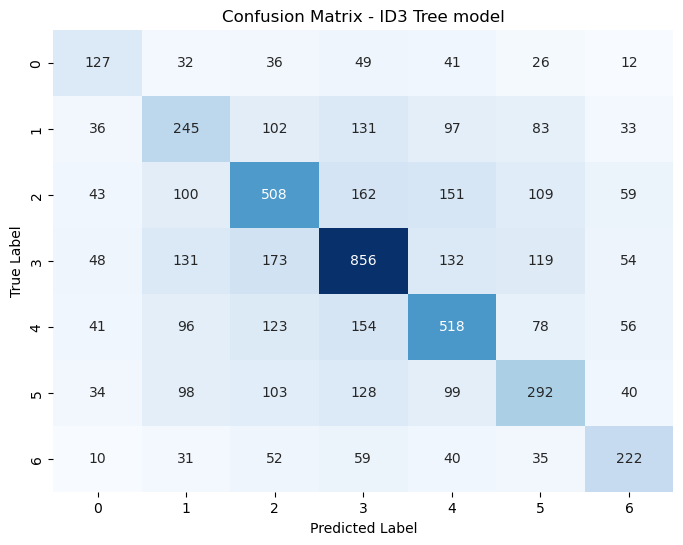 Confusion Matrix - ID3 Tree model
0 127 32 36 49 41 26 12
1 36 245 102 131 97 83 33
2 43 100 508 162 151 109 59
3 48 131 173 856 132 119 54
4 41 96 123 154 518 78 56
5 34 98 103 128 99 292 40
6 10 31 52 59 40 35 222
0 1 2 3 4 5 6
True Label
Predicted Label